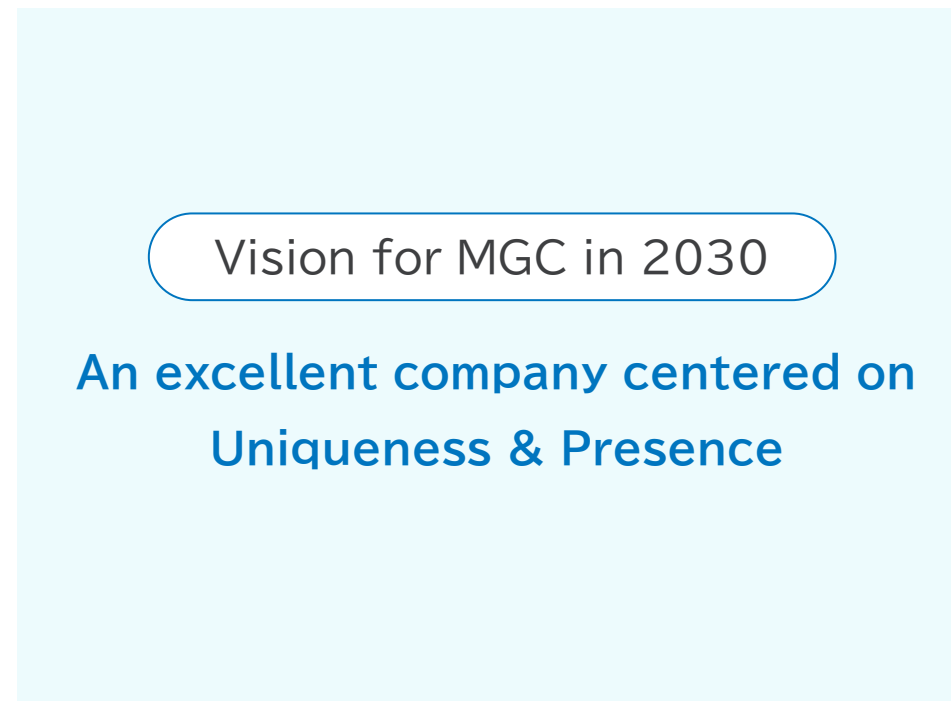 Vision for MGC in 2030
An excellent company centered on
Uniqueness & Presence